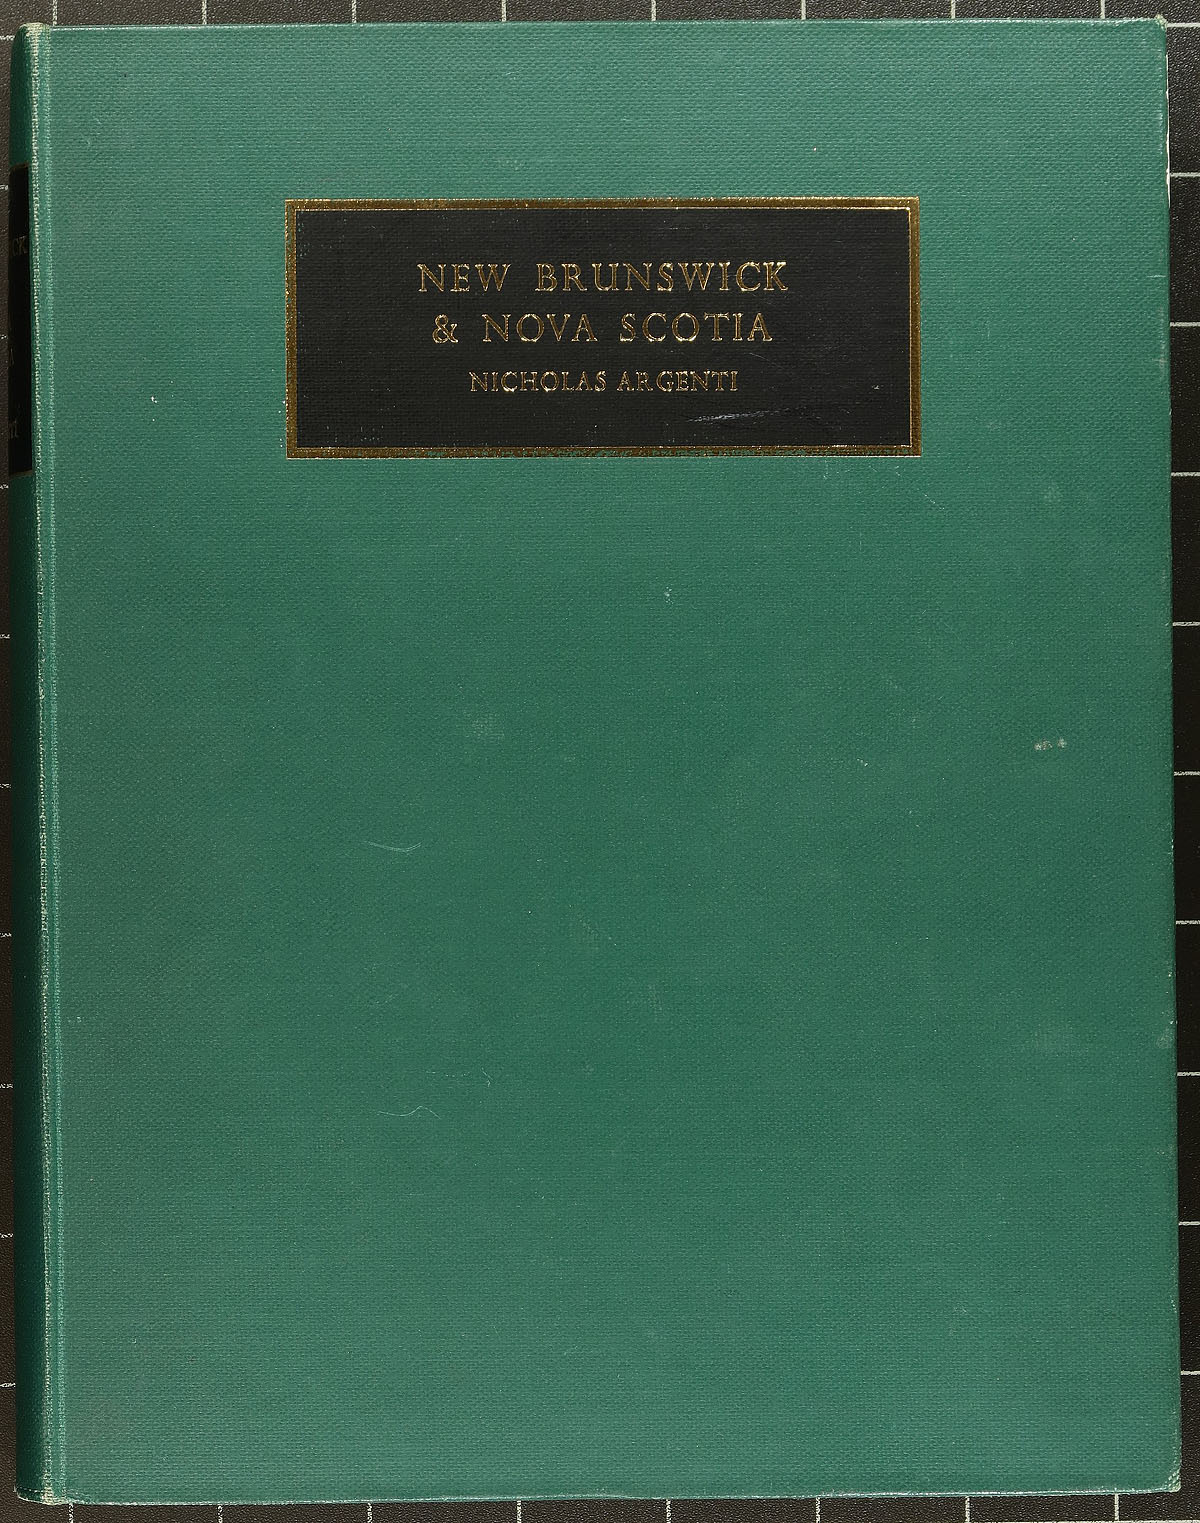 NEW BRUNSWICK
& NOVA SCOTIA
NICHOLAS ARGENTI